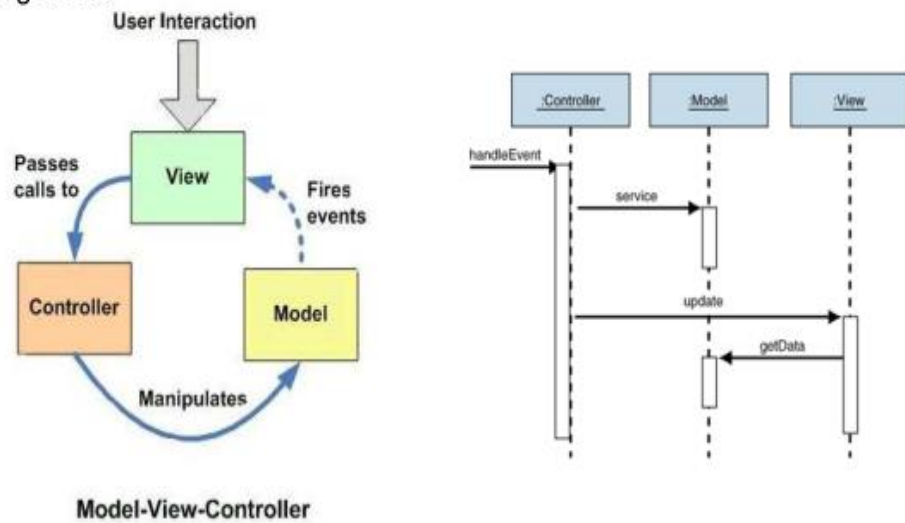 User Interaction
View
Passes
calls to
Fires
events
Controller
Model
Manipulates
Model-View-Controller
:Controller
:Model
:View
handleEvent
service
update
getData